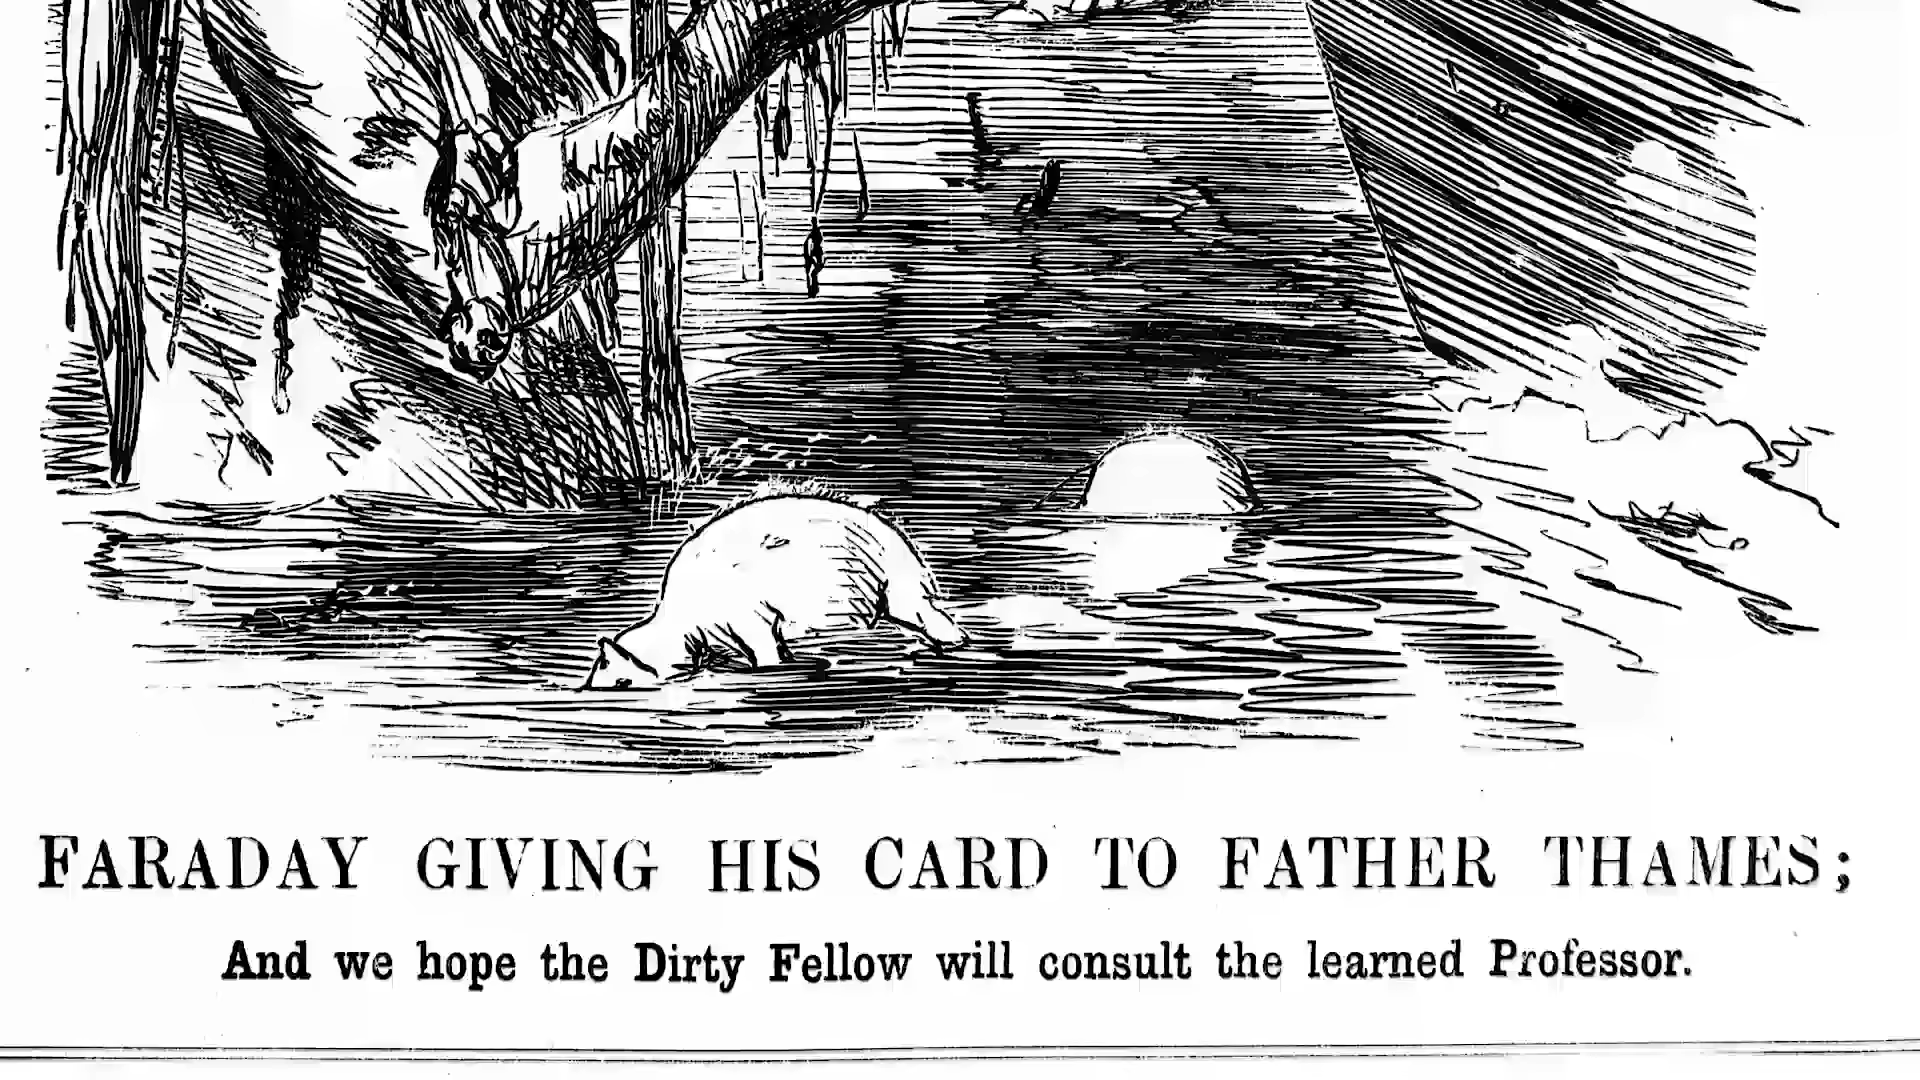 FARADAY GIVING HIS CARD TO FATHER THAMES;
And we hope the Dirty Fellow will consult the learned Professor.